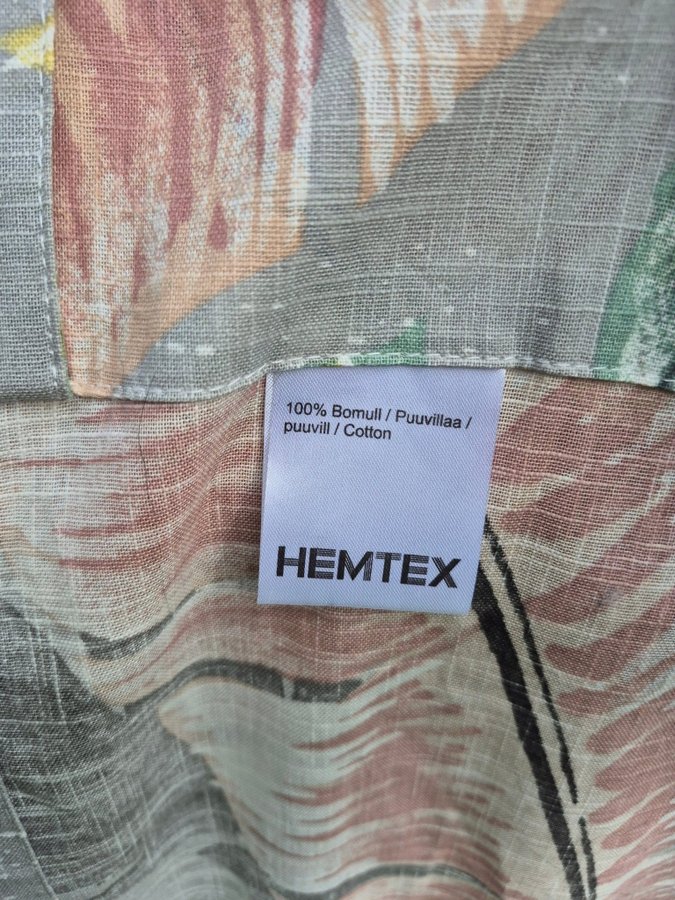 100% Bomull / Puuvillaa /
puuvill / Cotton
HEMTEX